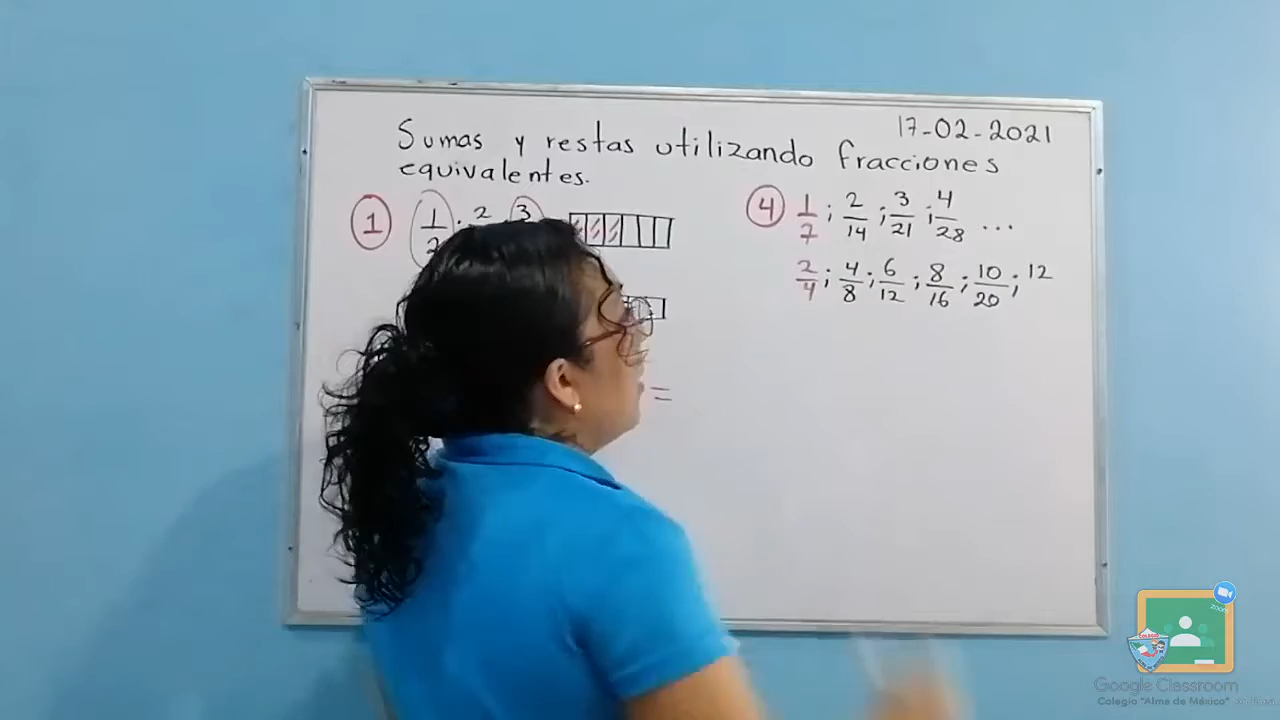 17-02-2021
Sumas y restas utilizando fracciones
equivalentes.
1 1/2 ; 2 3
4 1/7 ; 2/14 ; 3/21 ; 4/28 ...
2/4 ; 4/8 ; 6/12 ; 8/16 ; 10/20 ; 12
=
zoom
COLEGIO
Google Classroom
Colegio "Alma de México"